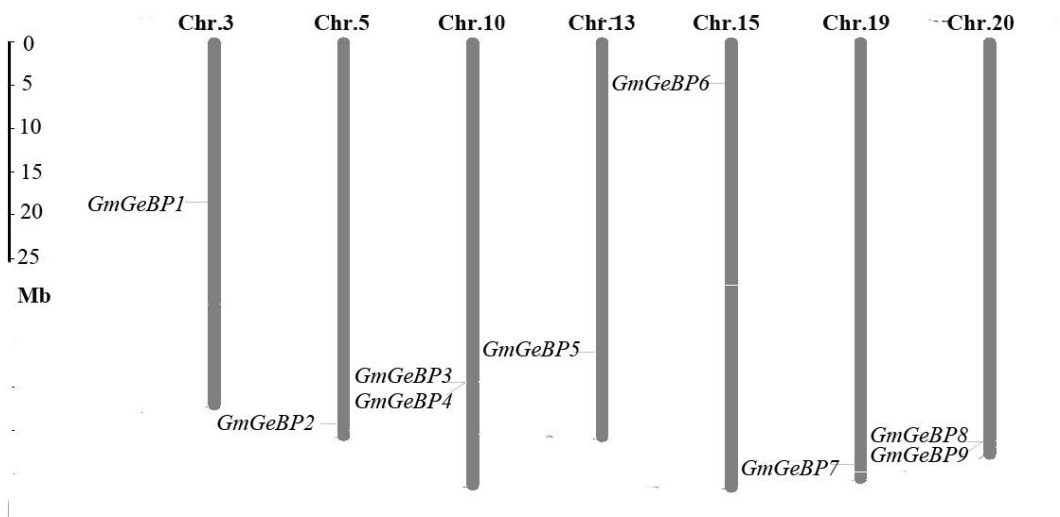 Chr.3 Chr.5 Chr.10 Chr.13 Chr.15 Chr.19 Chr.20
0
5
10
15
20
25
Mb
GmGeBP1
GmGeBP2
GmGeBP3
GmGeBP4
GmGeBP5
GmGeBP6
GmGeBP7
GmGeBP8
GmGeBP9